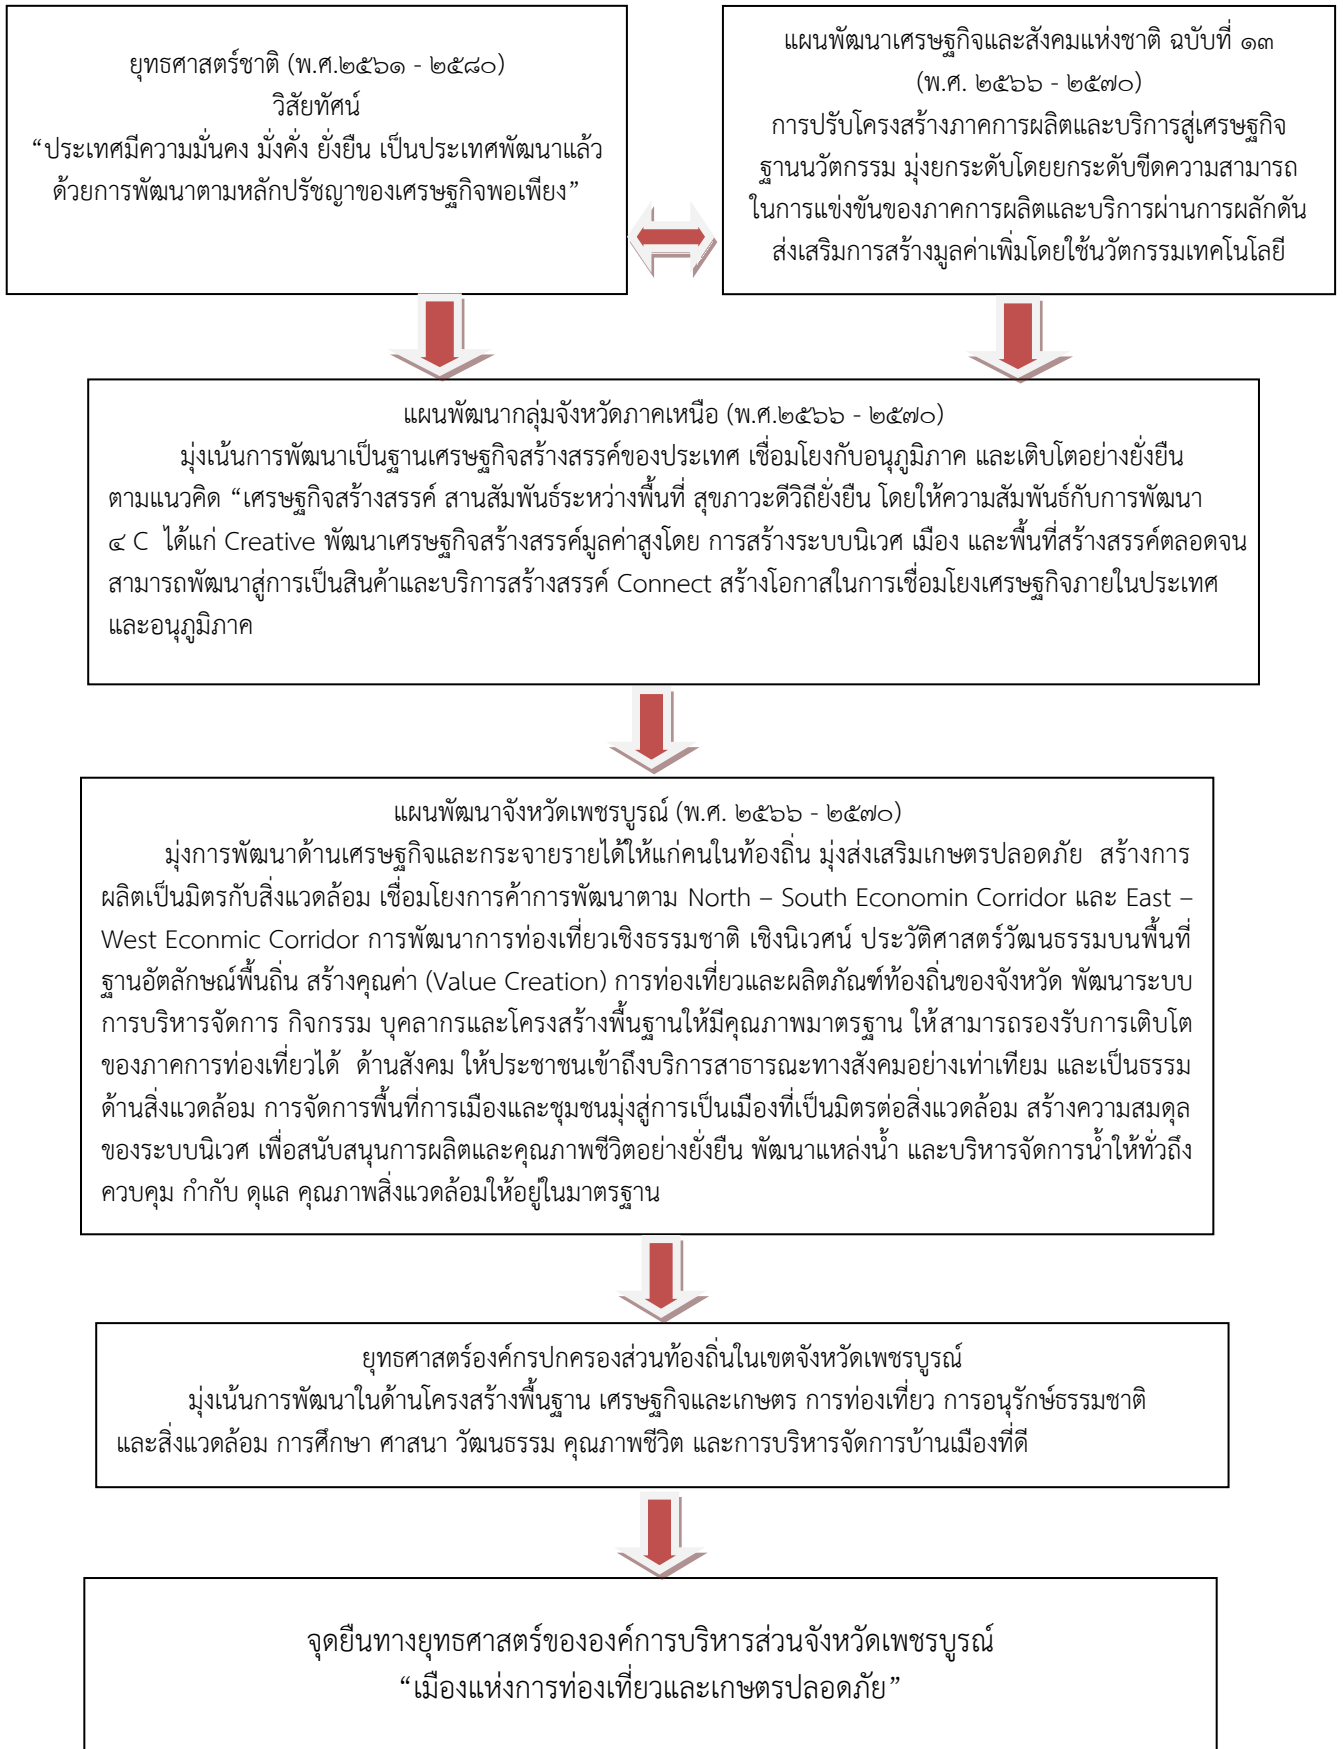 ยุทธศาสตร์ชาติ (พ.ศ.๒๕๖๑ - ๒๕๘๐)
วิสัยทัศน์
“ประเทศมีความมั่นคง มั่งคั่ง ยั่งยืน เป็นประเทศพัฒนาแล้ว
ด้วยการพัฒนาตามหลักปรัชญาของเศรษฐกิจพอเพียง”
แผนพัฒนาเศรษฐกิจและสังคมแห่งชาติ ฉบับที่ ๑๓
(พ.ศ. ๒๕๖๖ - ๒๕๗๐)
การปรับโครงสร้างภาคการผลิตและบริการสู่เศรษฐกิจ
ฐานนวัตกรรม มุ่งยกระดับโดยยกระดับขีดความสามารถ
ในการแข่งขันของภาคการผลิตและบริการผ่านการผลักดัน
ส่งเสริมการสร้างมูลค่าเพิ่มโดยใช้นวัตกรรมเทคโนโลยี
แผนพัฒนากลุ่มจังหวัดภาคเหนือ (พ.ศ.๒๕๖๖ - ๒๕๗๐)
มุ่งเน้นการพัฒนาเป็นฐานเศรษฐกิจสร้างสรรค์ของประเทศ เชื่อมโยงกับอนุภูมิภาค และเติบโตอย่างยั่งยืน
ตามแนวคิด “เศรษฐกิจสร้างสรรค์ สานสัมพันธ์ระหว่างพื้นที่ สุขภาวะดีวิถียั่งยืน โดยให้ความสัมพันธ์กับการพัฒนา
๔ C ได้แก่ Creative พัฒนาเศรษฐกิจสร้างสรรค์มูลค่าสูงโดย การสร้างระบบนิเวศ เมือง และพื้นที่สร้างสรรค์ตลอดจน
สามารถพัฒนาสู่การเป็นสินค้าและบริการสร้างสรรค์ Connect สร้างโอกาสในการเชื่อมโยงเศรษฐกิจภายในประเทศ
และอนุภูมิภาค
แผนพัฒนาจังหวัดเพชรบูรณ์ (พ.ศ. ๒๕๖๖ - ๒๕๗๐)
มุ่งการพัฒนาด้านเศรษฐกิจและกระจายรายได้ให้แก่คนในท้องถิ่น มุ่งส่งเสริมเกษตรปลอดภัย สร้างการ
ผลิตเป็นมิตรกับสิ่งแวดล้อม เชื่อมโยงการค้าการพัฒนาตาม North – South Economin Corridor และ East –
West Econmic Corridor การพัฒนาการท่องเที่ยวเชิงธรรมชาติ เชิงนิเวศน์ ประวัติศาสตร์วัฒนธรรมบนพื้นที่
ฐานอัตลักษณ์พื้นถิ่น สร้างคุณค่า (Value Creation) การท่องเที่ยวและผลิตภัณฑ์ท้องถิ่นของจังหวัด พัฒนาระบบ
การบริหารจัดการ กิจกรรม บุคลากรและโครงสร้างพื้นฐานให้มีคุณภาพมาตรฐาน ให้สามารถรองรับการเติบโต
ของภาคการท่องเที่ยวได้ ด้านสังคม ให้ประชาชนเข้าถึงบริการสาธารณะทางสังคมอย่างเท่าเทียม และเป็นธรรม
ด้านสิ่งแวดล้อม การจัดการพื้นที่การเมืองและชุมชนมุ่งสู่การเป็นเมืองที่เป็นมิตรต่อสิ่งแวดล้อม สร้างความสมดุล
ของระบบนิเวศ เพื่อสนับสนุนการผลิตและคุณภาพชีวิตอย่างยั่งยืน พัฒนาแหล่งน้ำ และบริหารจัดการน้ำให้ทั่วถึง
ควบคุม กำกับ ดุแล คุณภาพสิ่งแวดล้อมให้อยู่ในมาตรฐาน
ยุทธศาสตร์องค์กรปกครองส่วนท้องถิ่นในเขตจังหวัดเพชรบูรณ์
มุ่งเน้นการพัฒนาในด้านโครงสร้างพื้นฐาน เศรษฐกิจและเกษตร การท่องเที่ยว การอนุรักษ์ธรรมชาติ
และสิ่งแวดล้อม การศึกษา ศาสนา วัฒนธรรม คุณภาพชีวิต และการบริหารจัดการบ้านเมืองที่ดี
จุดยืนทางยุทธศาสตร์ขององค์การบริหารส่วนจังหวัดเพชรบูรณ์
“เมืองแห่งการท่องเที่ยวและเกษตรปลอดภัย”